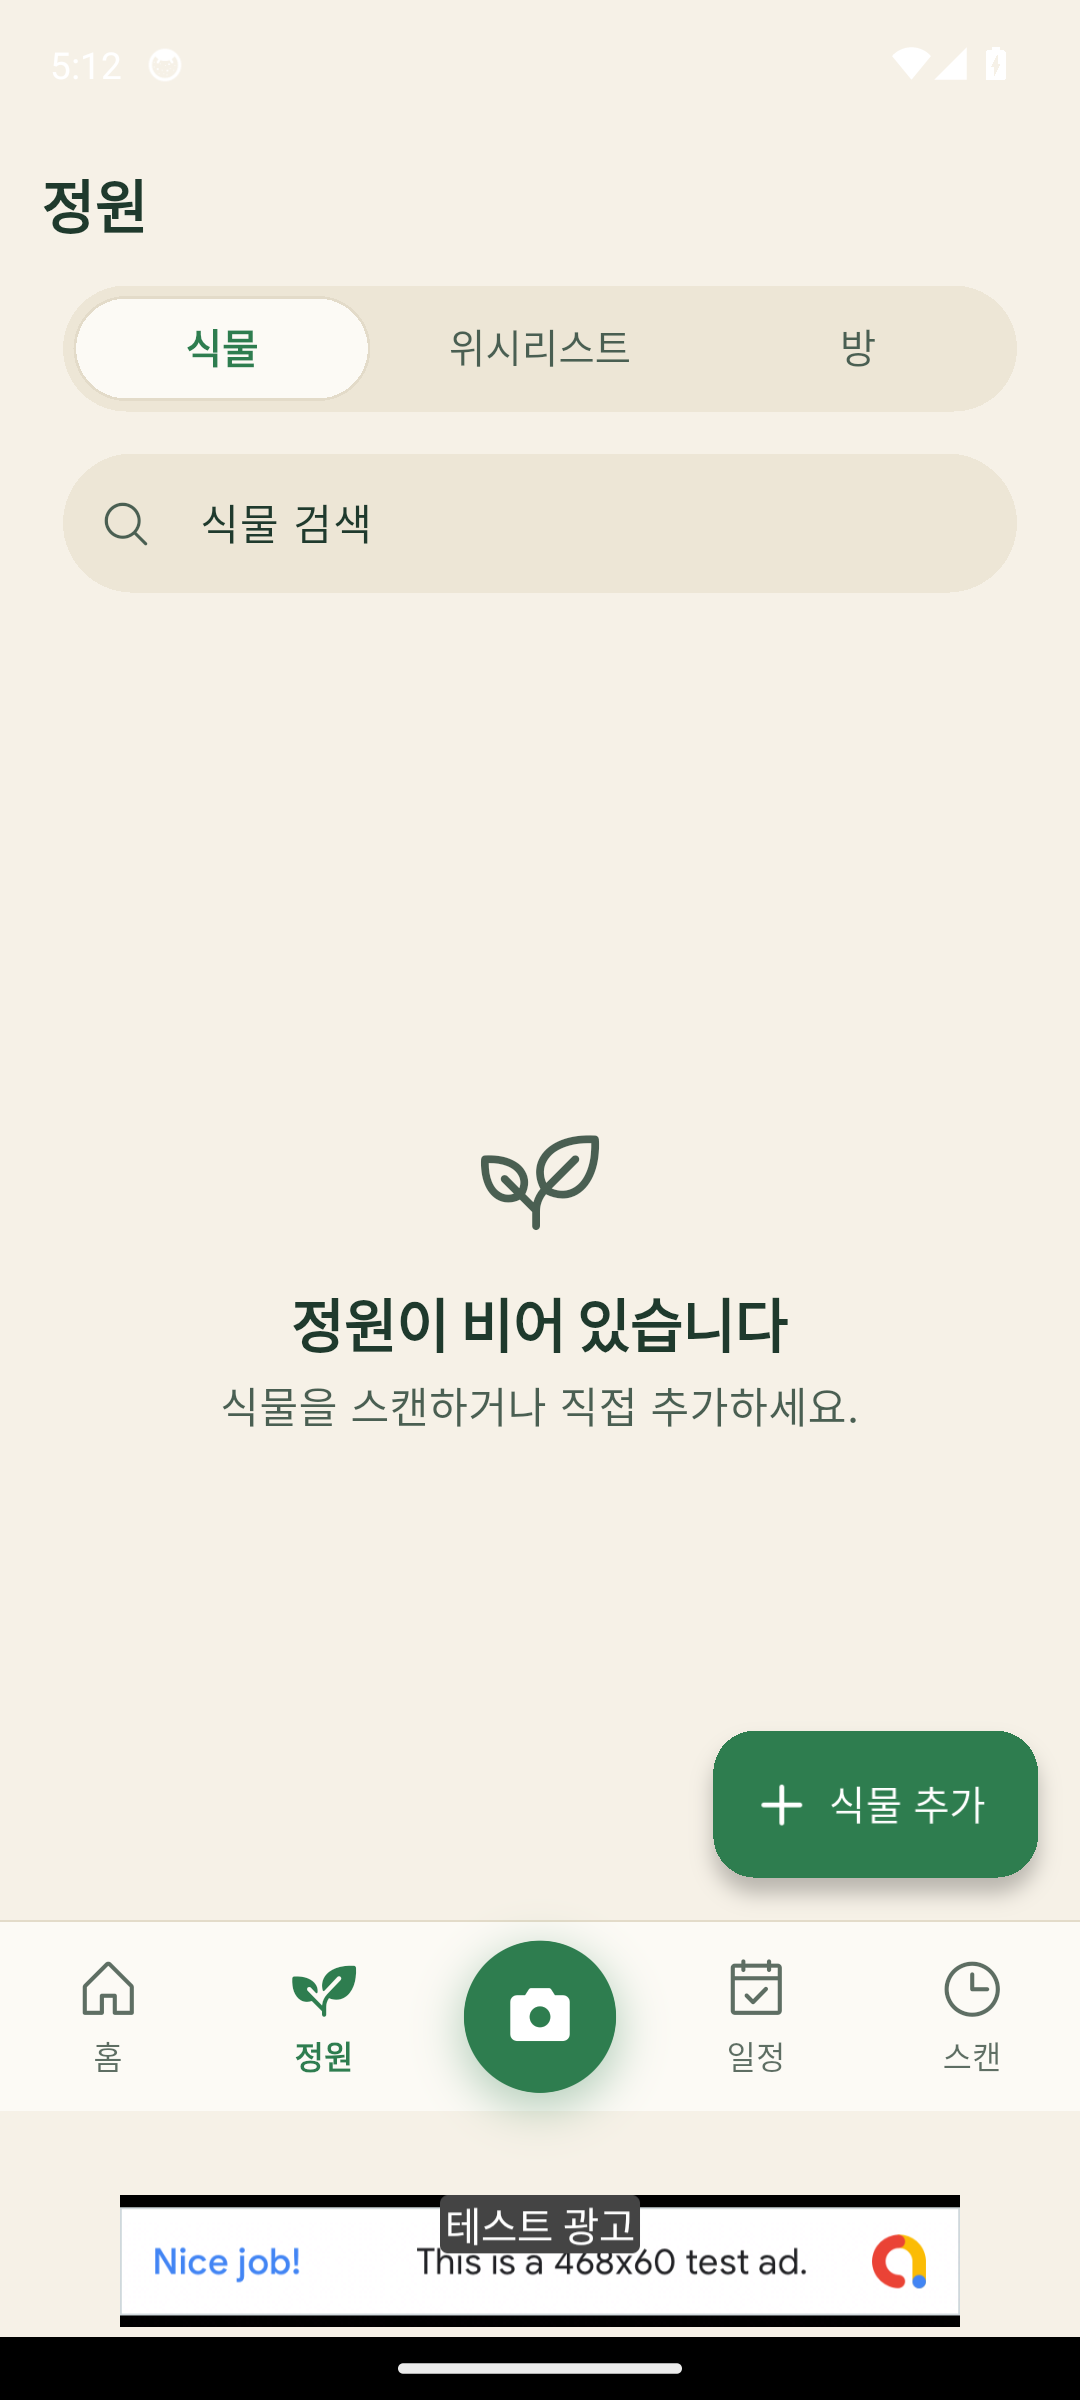 5:12
정원
식물
위시리스트
방
식물 검색
정원이 비어 있습니다
식물을 스캔하거나 직접 추가하세요.
식물 추가
홈
정원
일정
스캔
테스트 광고
Nice job!
This is a 468x60 test ad.